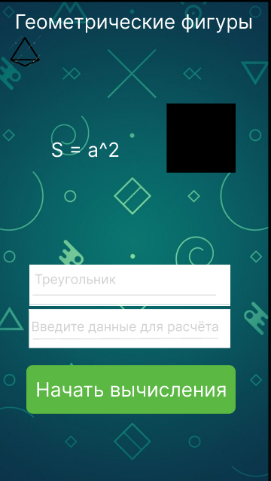 Геометрические фигуры
S = a^2
Треугольник
Введите данные для расчёта
Начать вычисления